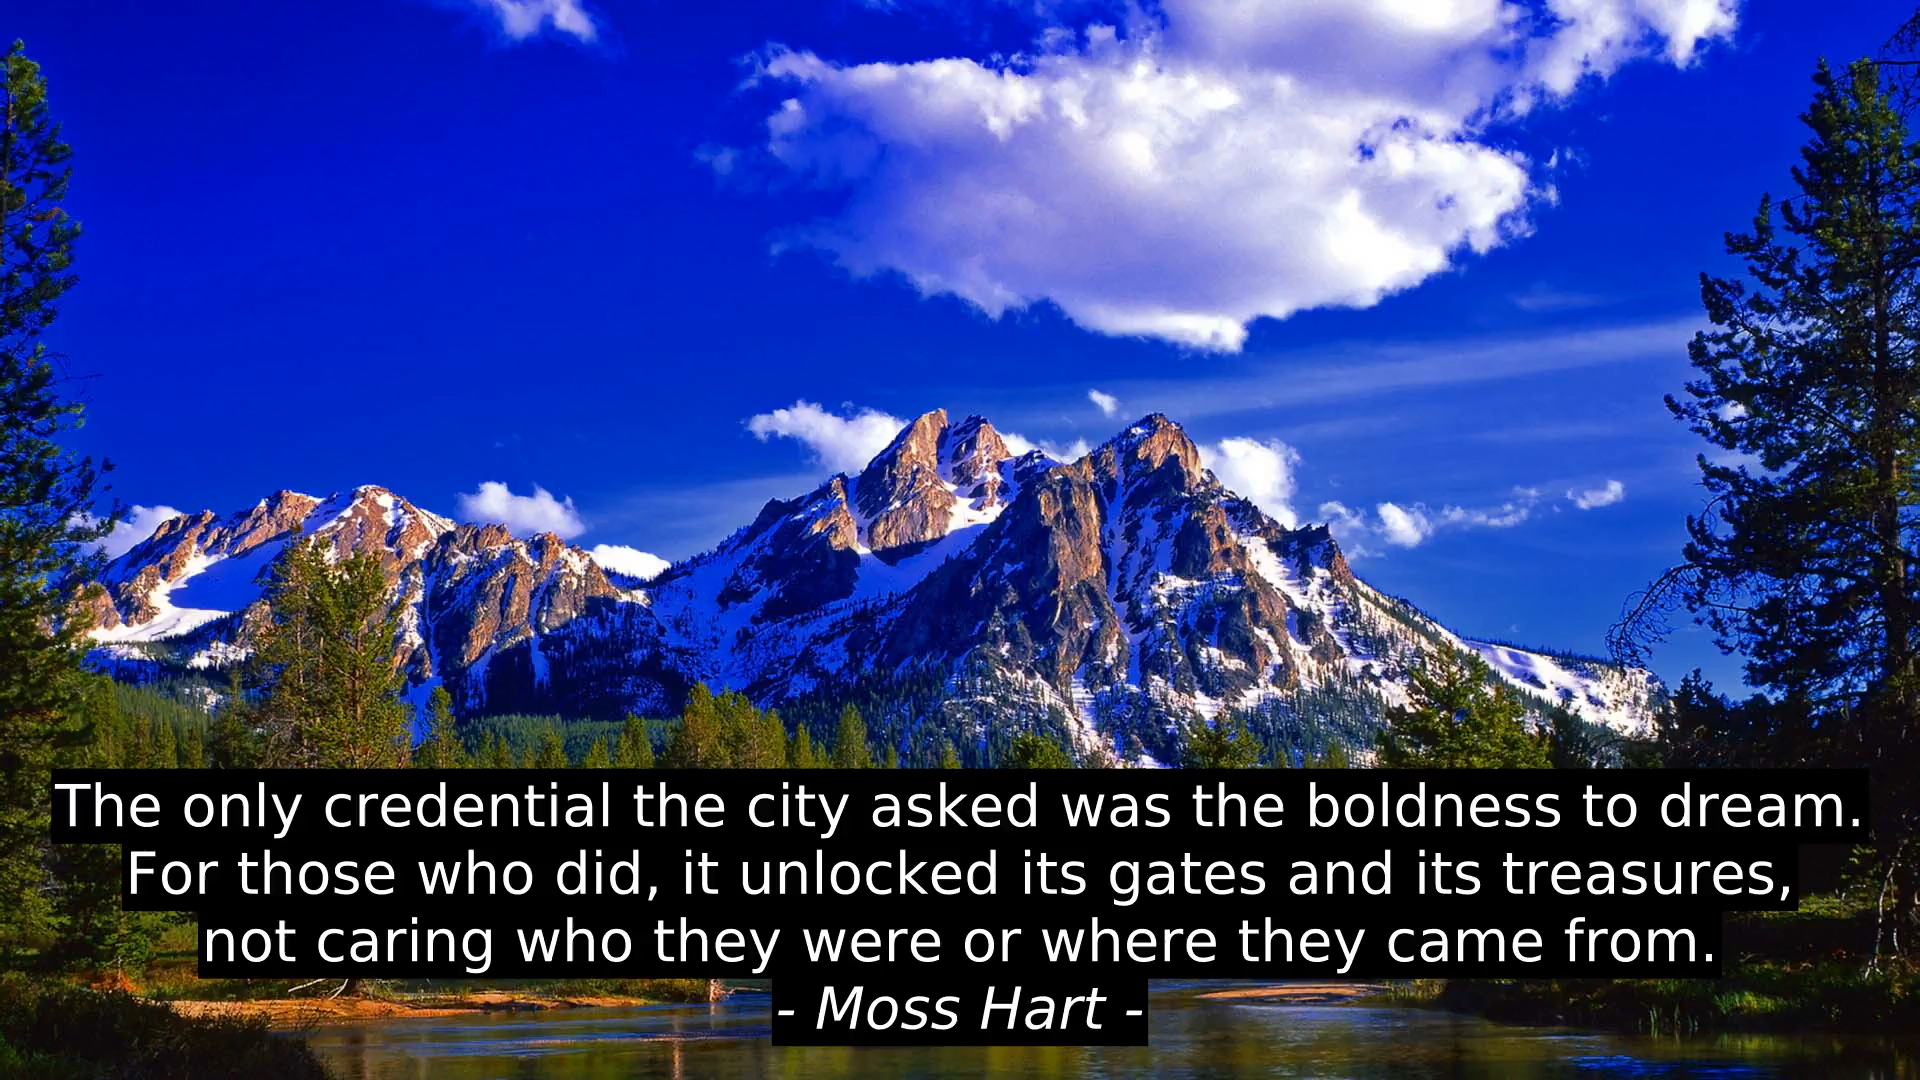 The only credential the city asked was the boldness to dream.
For those who did, it unlocked its gates and its treasures,
not caring who they were or where they came from.
- Moss Hart -